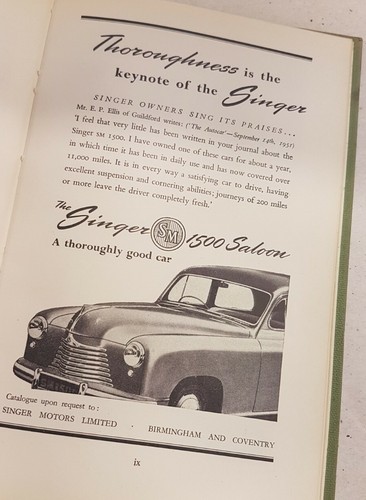 Thoroughness is the
keynote of the Singer
SINGER OWNERS SING ITS PRAISES...
Mr. E. P. Ellis of Guildford writes: ('The Autocar'—September 14th, 1951)
'I feel that very little has been written in your journal about the
Singer SM 1500. I have owned one of these cars for about a year,
in which time it has been in daily use and has now covered over
11,000 miles. It is in every way a satisfying car to drive, having
excellent suspension and cornering abilities; journeys of 200 miles
or more leave the driver completely fresh.'
The Singer SM 1500 Saloon
A thoroughly good car
Catalogue upon request to:
SINGER MOTORS LIMITED · BIRMINGHAM AND COVENTRY
ix